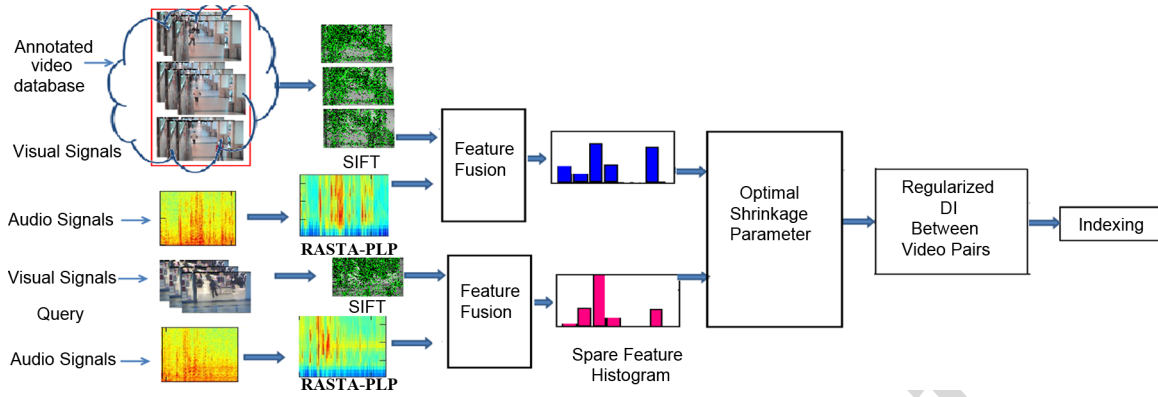 Annotated
video
database
Visual Signals
SIFT
Audio Signals
RASTA-PLP
Feature
Fusion
Visual Signals
SIFT
Query
Audio Signals
RASTA-PLP
Feature
Fusion
Spare Feature
Histogram
Optimal
Shrinkage
Parameter
Regularized
DI
Between
Video Pairs
Indexing